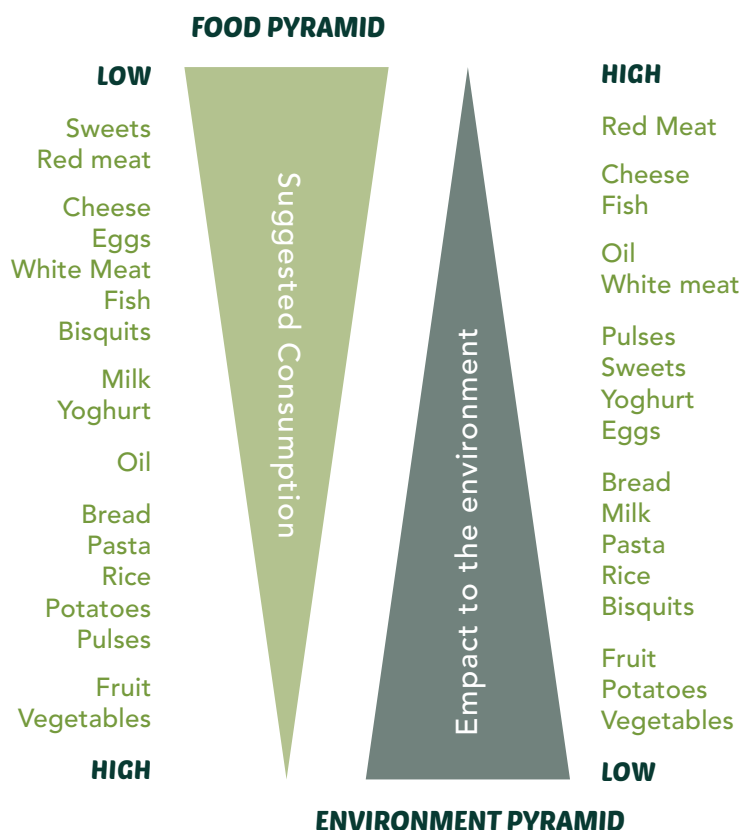 FOOD PYRAMID
LOW
Sweets
Red meat
Cheese
Eggs
White Meat
Fish
Bisquits
Milk
Yoghurt
Oil
Bread
Pasta
Rice
Potatoes
Pulses
Fruit
Vegetables
HIGH
Suggested Consumption
Empact to the environment
HIGH
Red Meat
Cheese
Fish
Oil
White meat
Pulses
Sweets
Yoghurt
Eggs
Bread
Milk
Pasta
Rice
Bisquits
Fruit
Potatoes
Vegetables
LOW
ENVIRONMENT PYRAMID